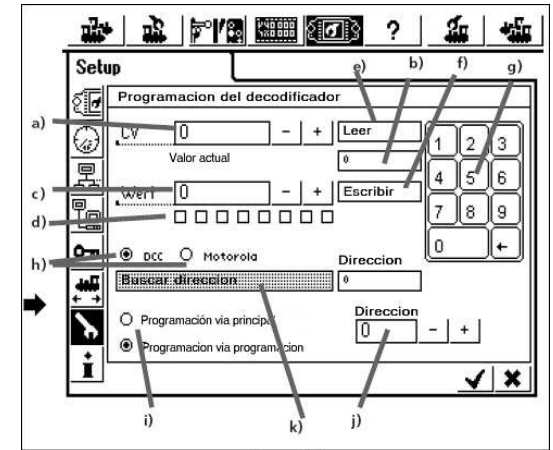 ?
Setup
e)
b)
f)
g)
Programacion del decodificador
a)
CV 0 - + Leer
1 2 3
Valor actual
0
4 5 6
c)
Wert 0 - + Escribir
d)
7 8 9
0 ←
h)
DCC Motorola
Direccion
Buscar direccion
0
Programación via principal
Direccion
0 - +
Programacion via programacion
i)
k)
j)